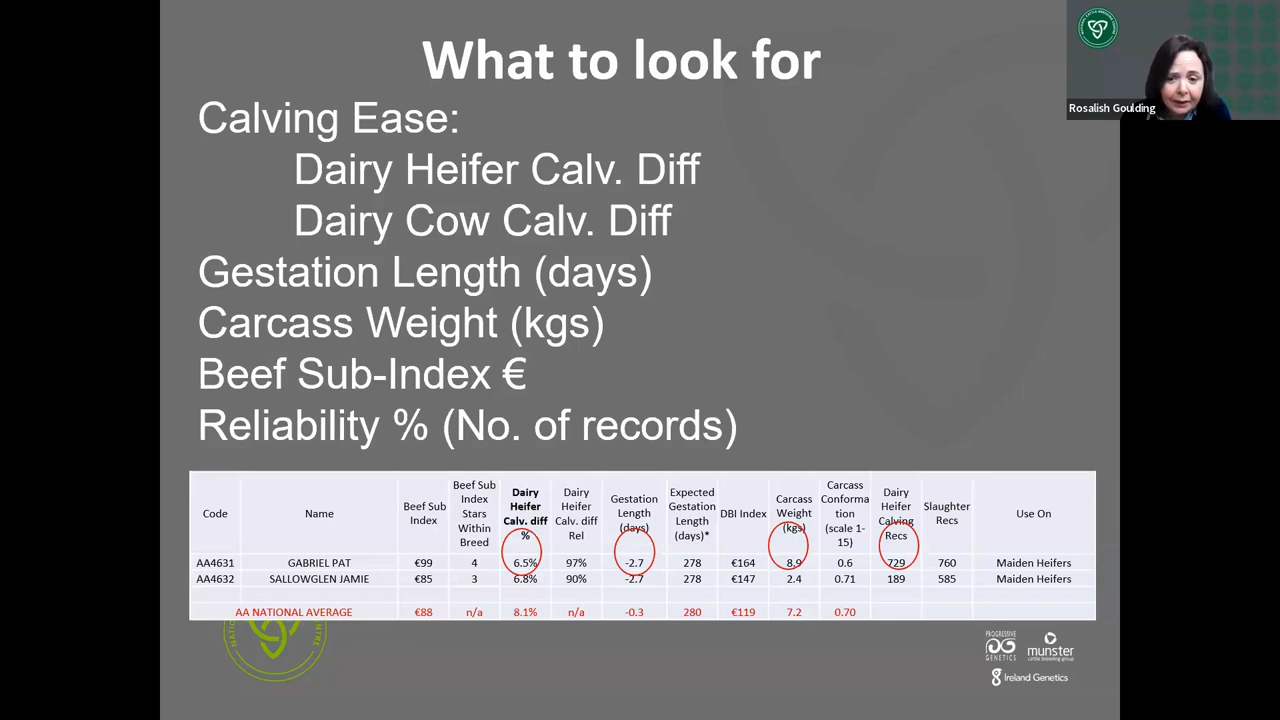 What to look for
Rosalish Goulding
Calving Ease:
Dairy Heifer Calv. Diff
Dairy Cow Calv. Diff
Gestation Length (days)
Carcass Weight (kgs)
Beef Sub-Index €
Reliability % (No. of records)
Code Name Beef Sub Index Beef Sub Index Stars Within Breed Dairy Heifer Calv. diff % Dairy Heifer Calv. diff Rel Gestation Length (days) Expected Gestation Length (days)* DBI Index Carcass Weight (kgs) Carcass Conforma tion (scale 1-15) Dairy Heifer Calving Recs Slaughter Recs Use On
AA4631 GABRIEL PAT €99 4 6.5% 97% -2.7 278 €164 8.9 0.6 729 760 Maiden Heifers
AA4632 SALLOWGLEN JAMIE €85 3 6.8% 90% -2.7 278 €147 2.4 0.71 189 585 Maiden Heifers
AA NATIONAL AVERAGE €88 n/a 8.1% n/a -0.3 280 €119 7.2 0.70
PROGRESSIVE GENETICS
munster
cattle breeding group
Ireland Genetics